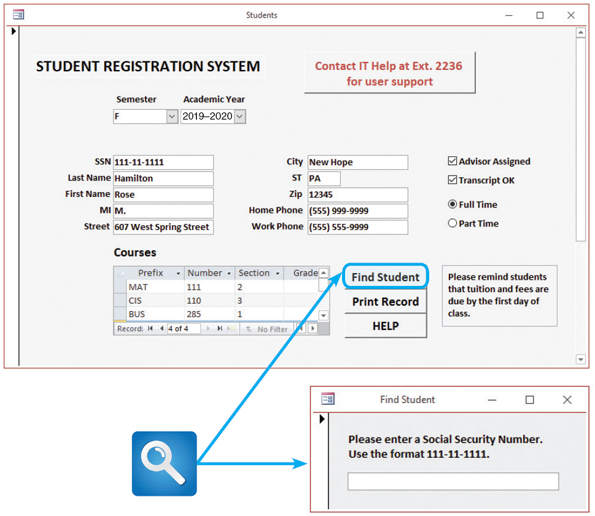 Students
STUDENT REGISTRATION SYSTEM
Contact IT Help at Ext. 2236
for user support
Semester Academic Year
F 2019–2020
SSN 111-11-1111
Last Name Hamilton
First Name Rose
MI M.
Street 607 West Spring Street
City New Hope
ST PA
Zip 12345
Home Phone (555) 999-9999
Work Phone (555) 555-9999
Advisor Assigned
Transcript OK
Full Time
Part Time
Courses
Prefix Number Section Grade
MAT 111 2
CIS 110 3
BUS 285 1
Record: 4 of 4 No Filter
Find Student
Print Record
HELP
Please remind students
that tuition and fees are
due by the first day of
class.
Find Student
Please enter a Social Security Number.
Use the format 111-11-1111.